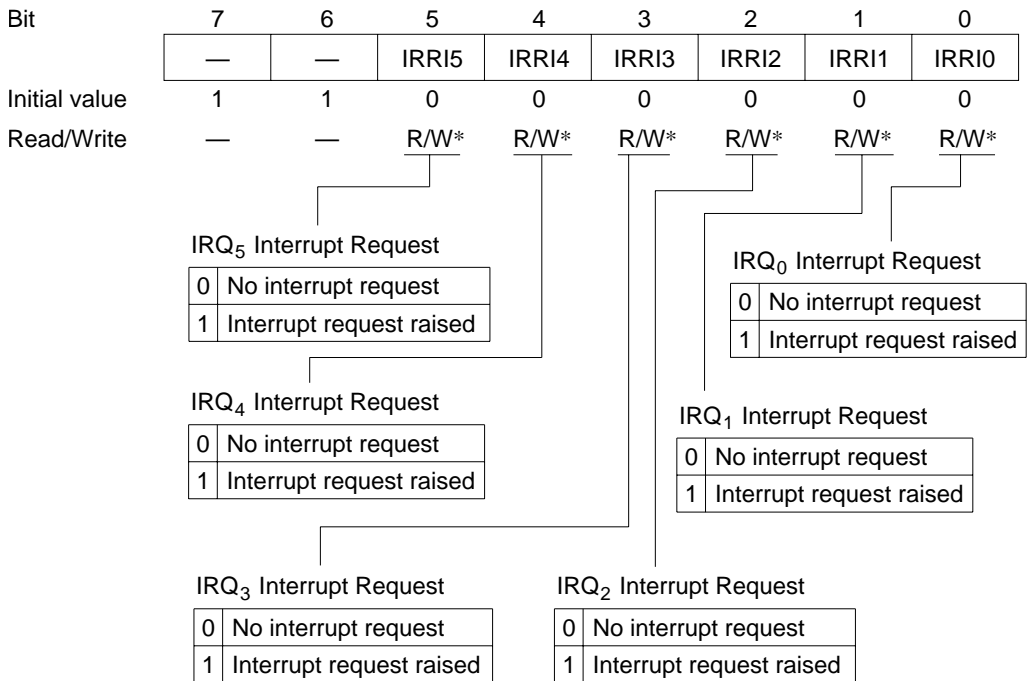 Bit 7 6 5 4 3 2 1 0
— — IRRI5 IRRI4 IRRI3 IRRI2 IRRI1 IRRI0
Initial value 1 1 0 0 0 0 0 0
Read/Write — — R/W* R/W* R/W* R/W* R/W* R/W*
IRQ5 Interrupt Request
0 No interrupt request
1 Interrupt request raised
IRQ0 Interrupt Request
0 No interrupt request
1 Interrupt request raised
IRQ4 Interrupt Request
0 No interrupt request
1 Interrupt request raised
IRQ1 Interrupt Request
0 No interrupt request
1 Interrupt request raised
IRQ3 Interrupt Request
0 No interrupt request
1 Interrupt request raised
IRQ2 Interrupt Request
0 No interrupt request
1 Interrupt request raised